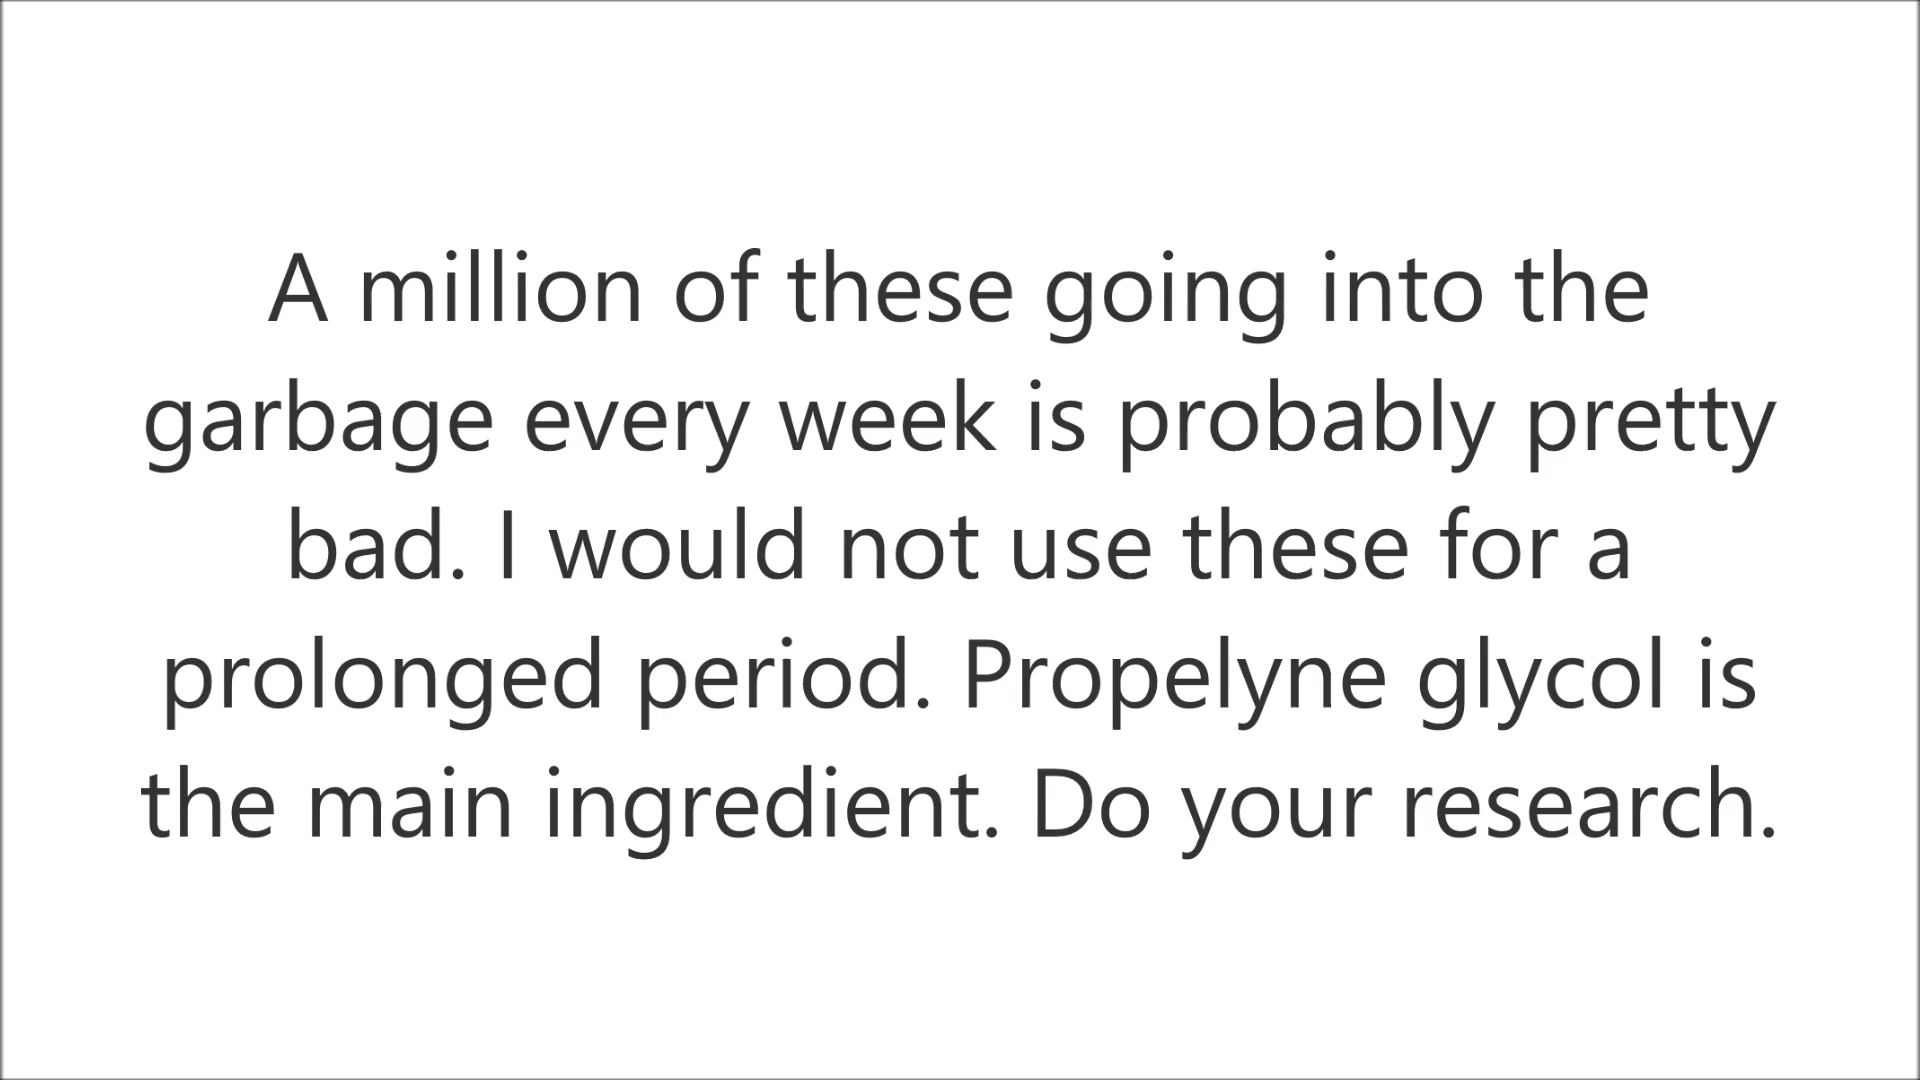 A million of these going into the
garbage every week is probably pretty
bad. I would not use these for a
prolonged period. Propelyne glycol is
the main ingredient. Do your research.